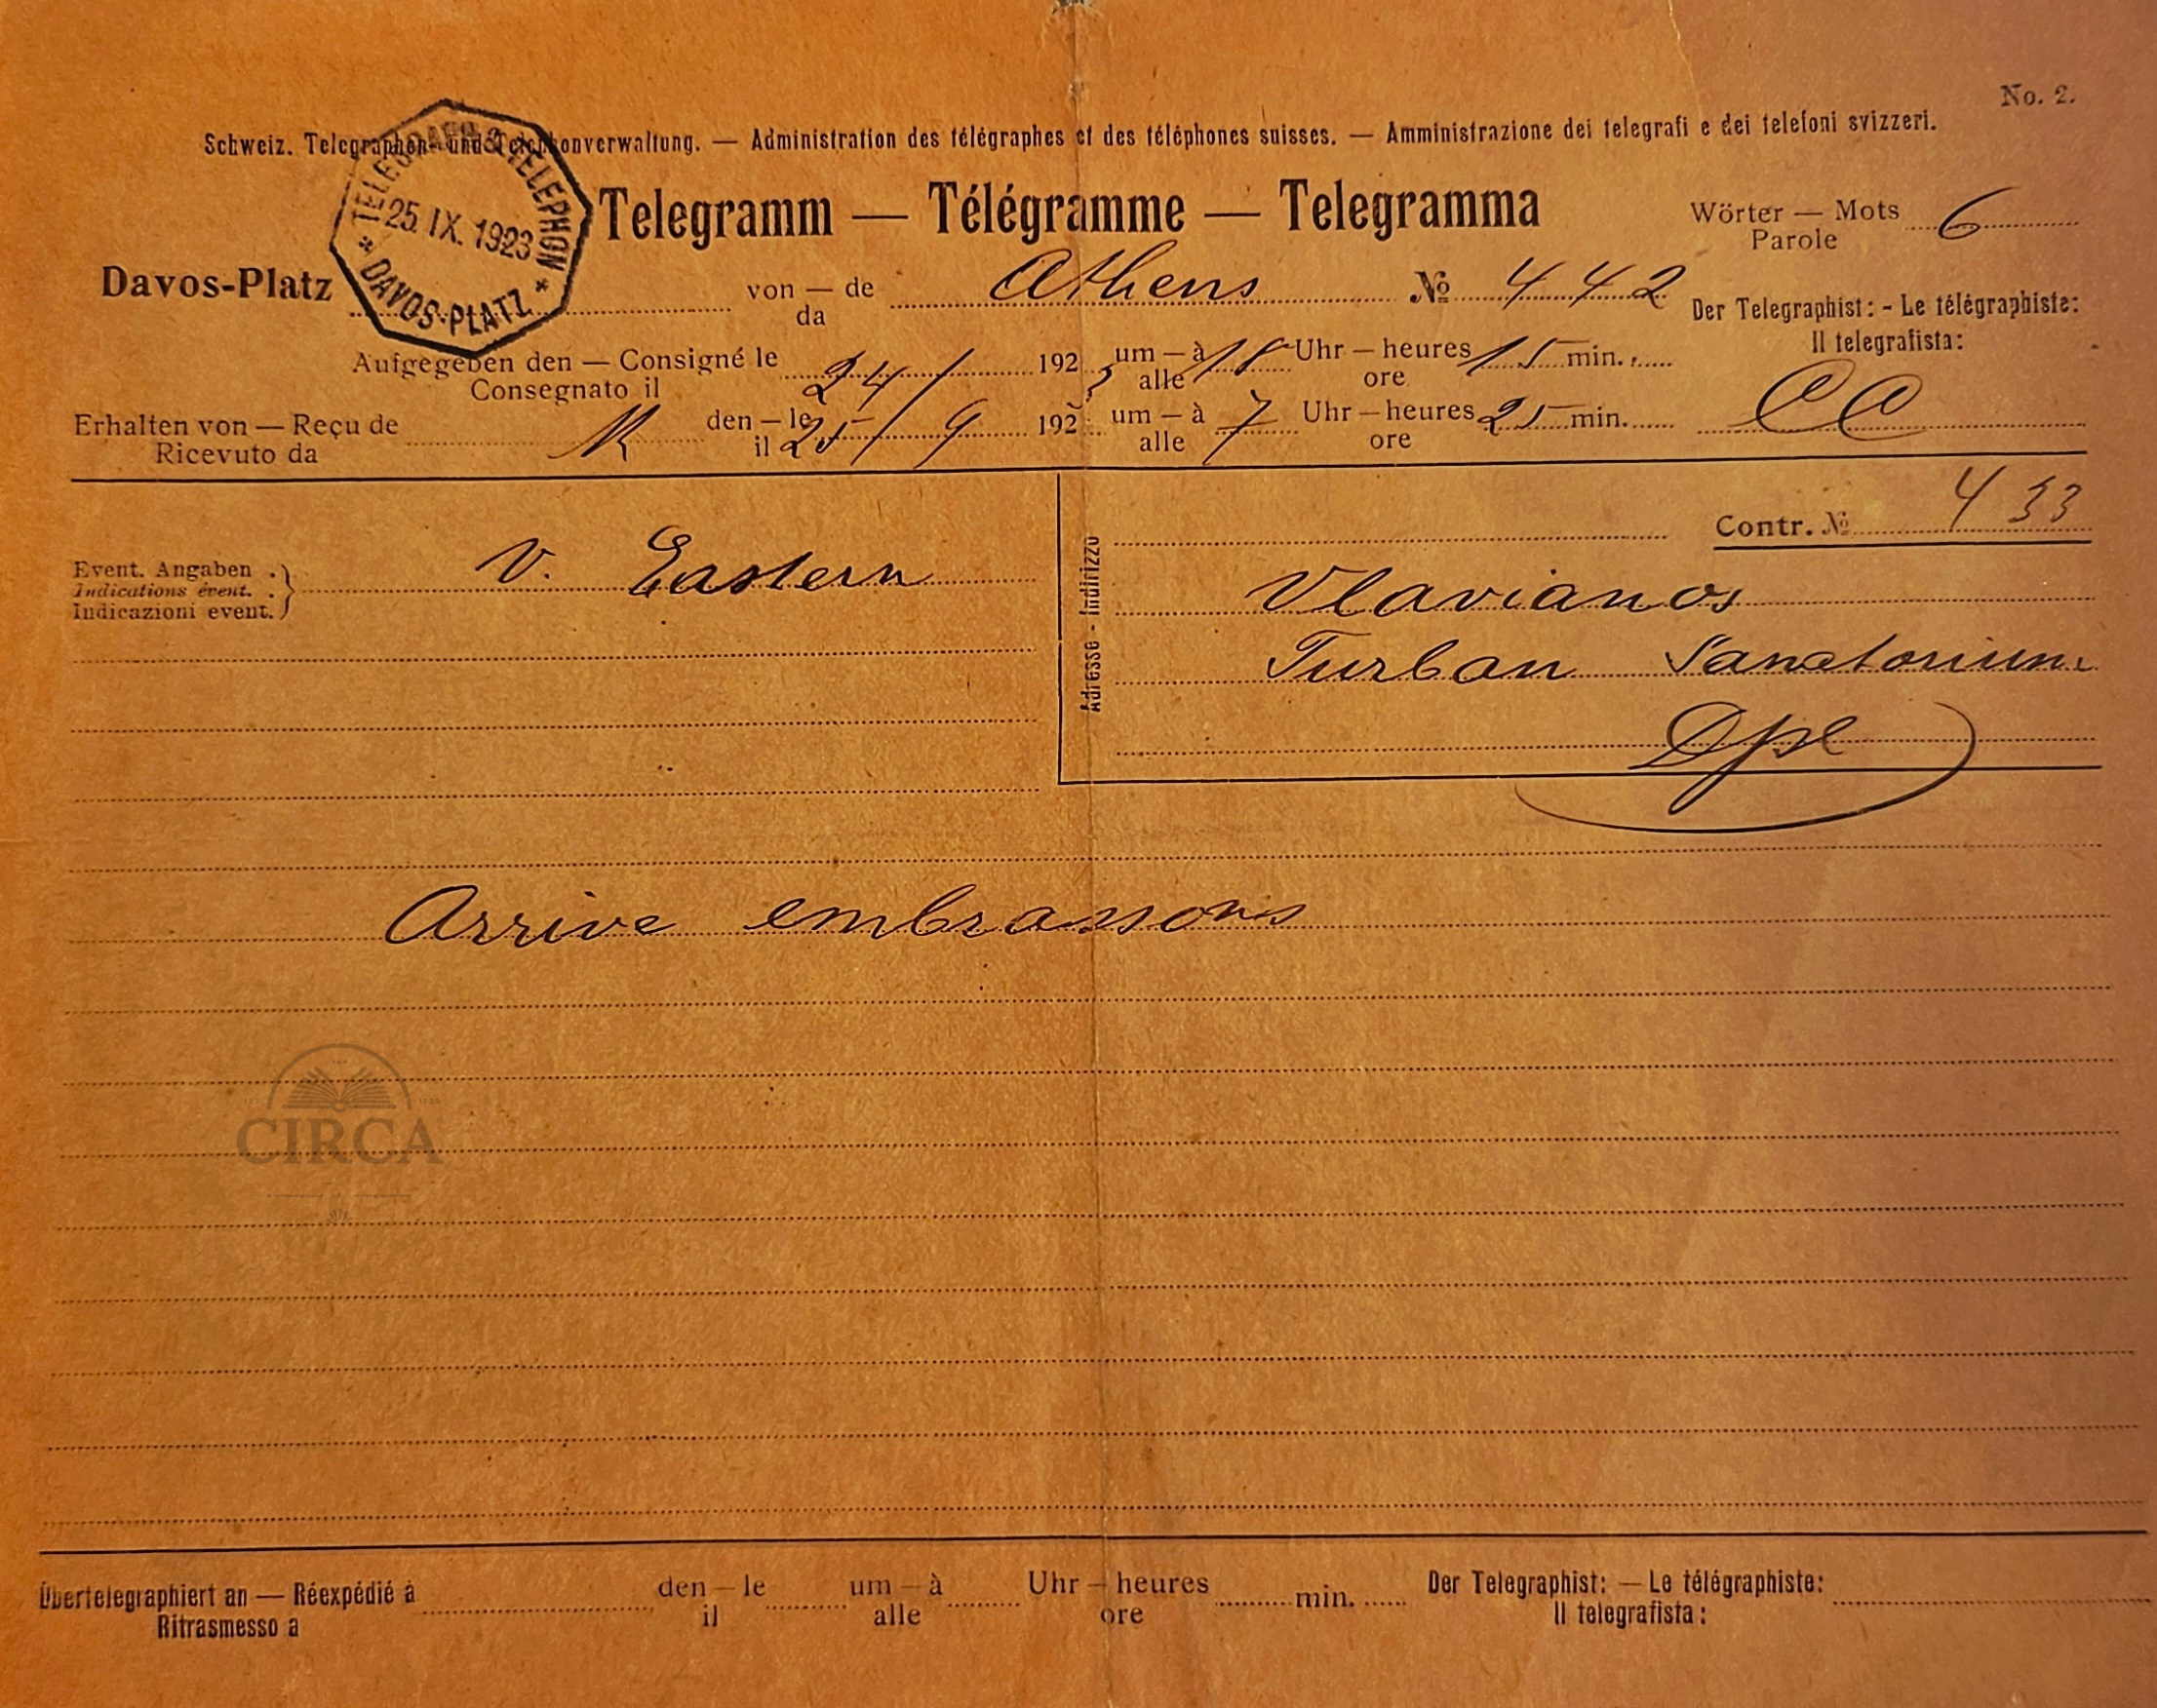 No. 2.
Schweiz. Telegraphen- und Telephonverwaltung. — Administration des télégraphes et des téléphones suisses. — Amministrazione dei telegrafi e dei telefoni svizzeri.
TELEGRAPH & TELEPHON
25. IX. 1923
* DAVOS-PLATZ *
Telegramm — Télégramme — Telegramma
Wörter — Mots 6
Parole
Davos-Platz von — de Athens № 442
da
Der Telegraphist: - Le télégraphiste:
Il telegrafista:
Aufgegeben den — Consigné le 24/ 1923 um — à 18 Uhr — heures 15 min.
Consegnato il alle ore
CC
Erhalten von — Reçu de K den — le 25/9 192 um — à 7 Uhr — heures 25 min.
Ricevuto da il alle ore
Contr. № 433
Event. Angaben
Indications évent.
Indicazioni event.
V. Eastern
Adresse - Indirizzo
Vlavianos
Turban Sanatorium
Dpl
Arrive embrassons
CIRCA
Übertelegraphiert an — Réexpédié à den — le um — à Uhr — heures min. Der Telegraphist: — Le télégraphiste:
Ritrasmesso a il alle ore Il telegrafista: